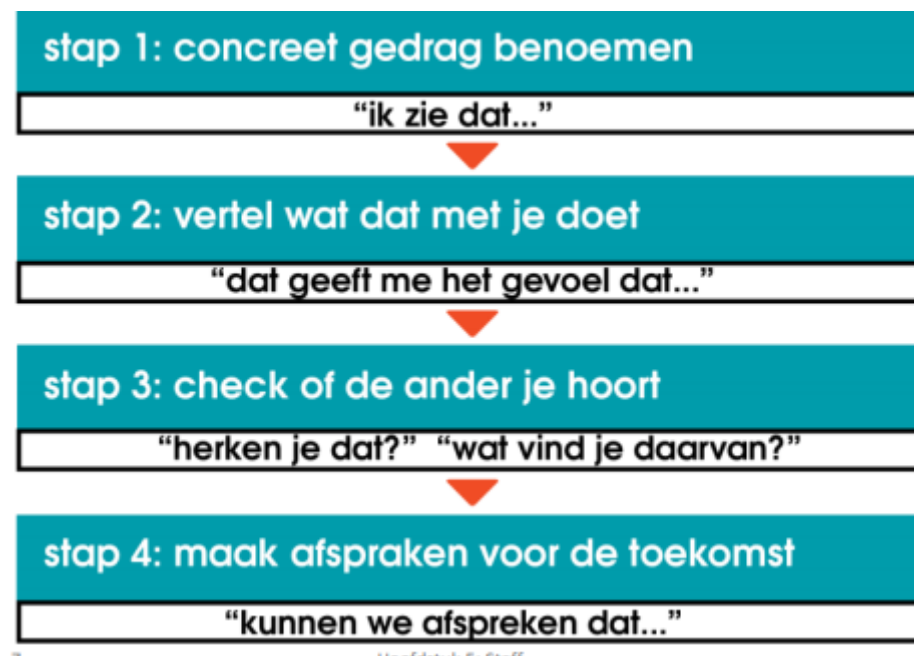 stap 1: concreet gedrag benoemen
“ik zie dat...”
stap 2: vertel wat dat met je doet
“dat geeft me het gevoel dat...”
stap 3: check of de ander je hoort
“herken je dat?” “wat vind je daarvan?”
stap 4: maak afspraken voor de toekomst
“kunnen we afspreken dat...”